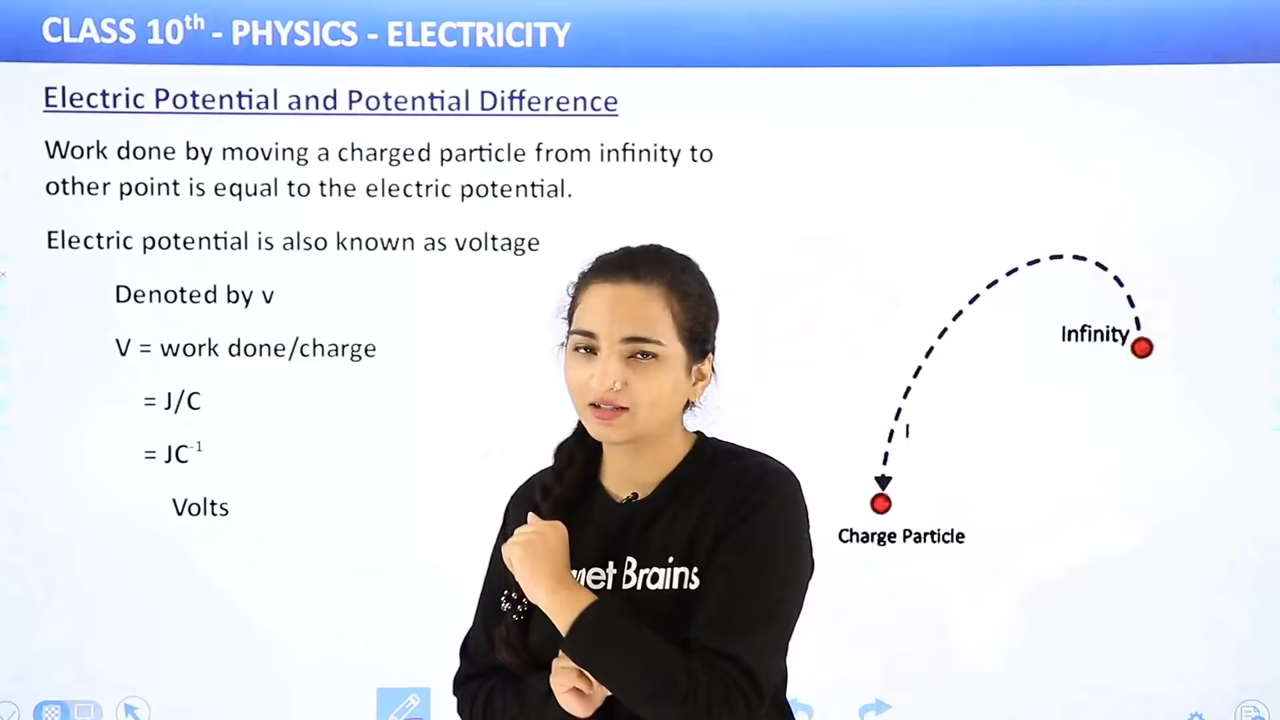 CLASS 10th - PHYSICS - ELECTRICITY
Electric Potential and Potential Difference
Work done by moving a charged particle from infinity to
other point is equal to the electric potential.
Electric potential is also known as voltage
Denoted by v
V = work done/charge
= J/C
= JC⁻¹
Volts
Infinity
Charge Particle
Brains